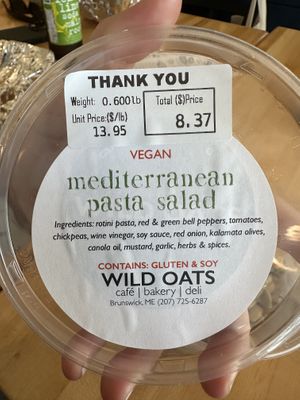 THANK YOU
Weight: 0.600lb
Total ($)Price
Unit Price:($/lb)
13.95
8.37
VEGAN
mediterranean
pasta salad
Ingredients: rotini pasta, red & green bell peppers, tomatoes,
chickpeas, wine vinegar, soy sauce, red onion, kalamata olives,
canola oil, mustard, garlic, herbs & spices.
CONTAINS: GLUTEN & SOY
WILD OATS
café | bakery | deli
Brunswick, ME (207) 725-6287